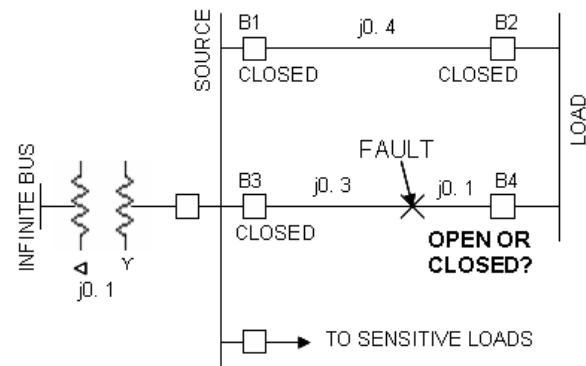 B1
j0. 4
B2
SOURCE
CLOSED
CLOSED
LOAD
FAULT
INFINITE BUS
B3
j0. 3
j0. 1
B4
CLOSED
OPEN OR
CLOSED?
Δ
Y
j0. 1
TO SENSITIVE LOADS